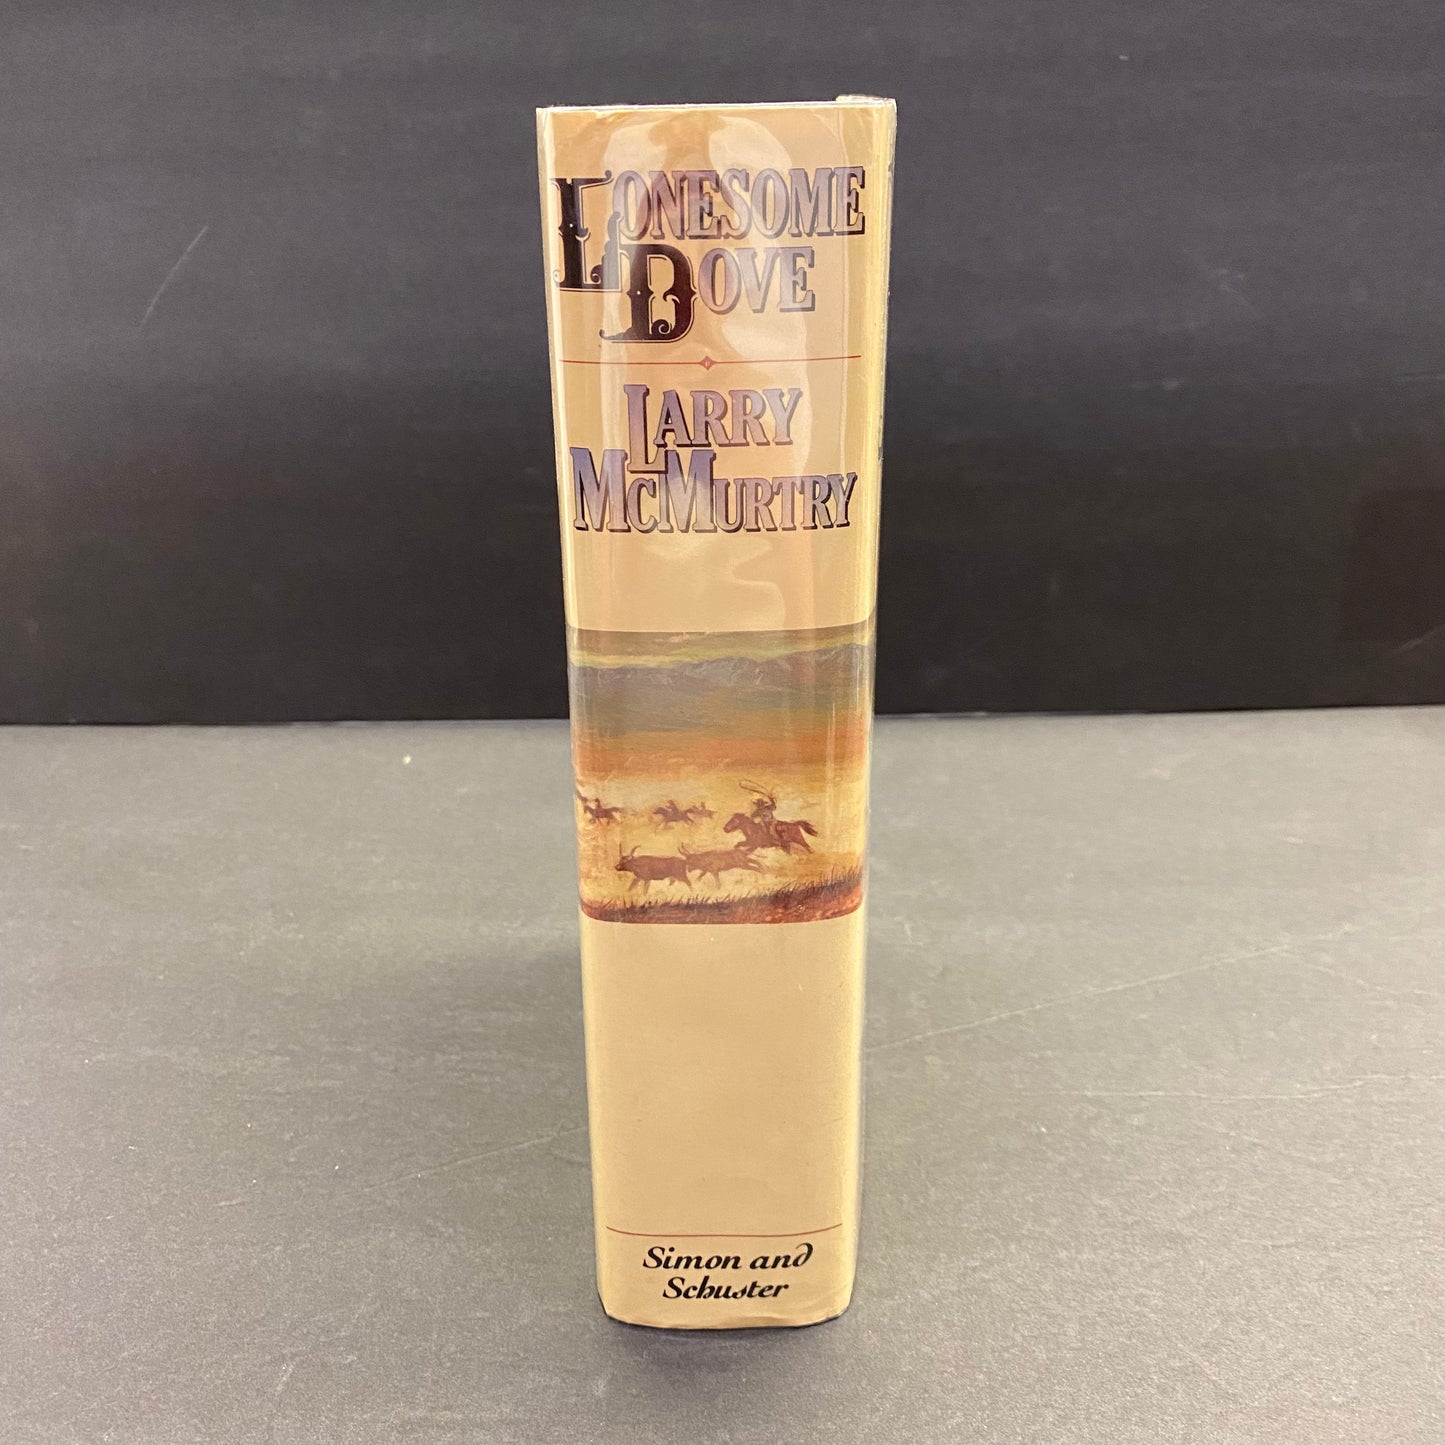 LONESOME
DOVE
LARRY
MCMURTRY
Simon and
Schuster